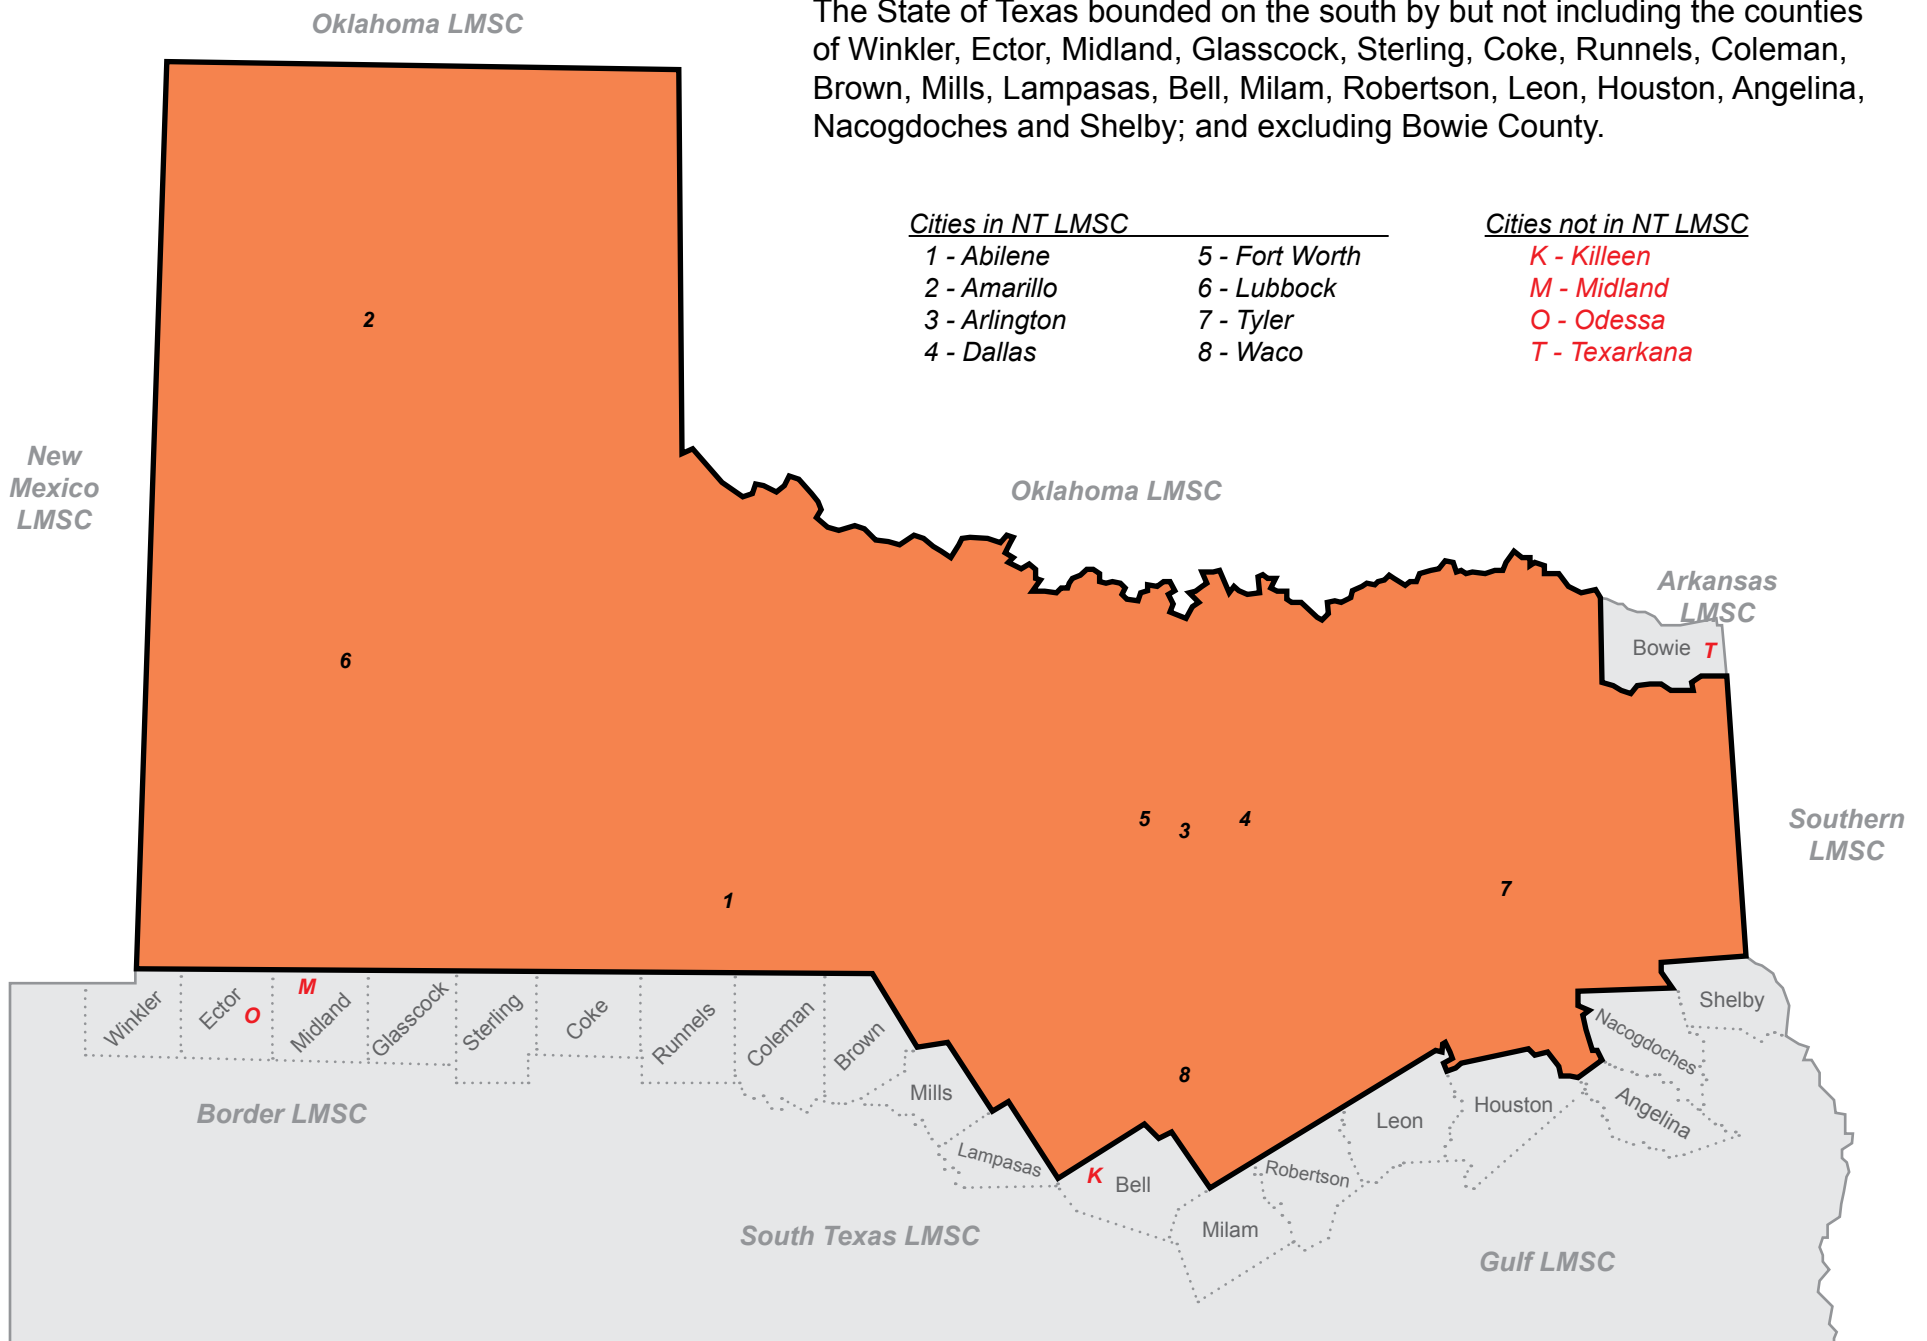 Oklahoma LMSC
The State of Texas bounded on the south by but not including the counties
of Winkler, Ector, Midland, Glasscock, Sterling, Coke, Runnels, Coleman,
Brown, Mills, Lampasas, Bell, Milam, Robertson, Leon, Houston, Angelina,
Nacogdoches and Shelby; and excluding Bowie County.
Cities in NT LMSC
1 - Abilene
2 - Amarillo
3 - Arlington
4 - Dallas
5 - Fort Worth
6 - Lubbock
7 - Tyler
8 - Waco
Cities not in NT LMSC
K - Killeen
M - Midland
O - Odessa
T - Texarkana
2
New
Mexico
LMSC
Oklahoma LMSC
Arkansas
LMSC
Bowie
T
6
5
3
4
Southern
LMSC
7
1
Winkler
Ector
O
M
Midland
Glasscock
Sterling
Coke
Runnels
Coleman
Brown
Mills
Lampasas
K
Bell
8
Milam
Robertson
Leon
Houston
Nacogdoches
Angelina
Shelby
Border LMSC
South Texas LMSC
Gulf LMSC